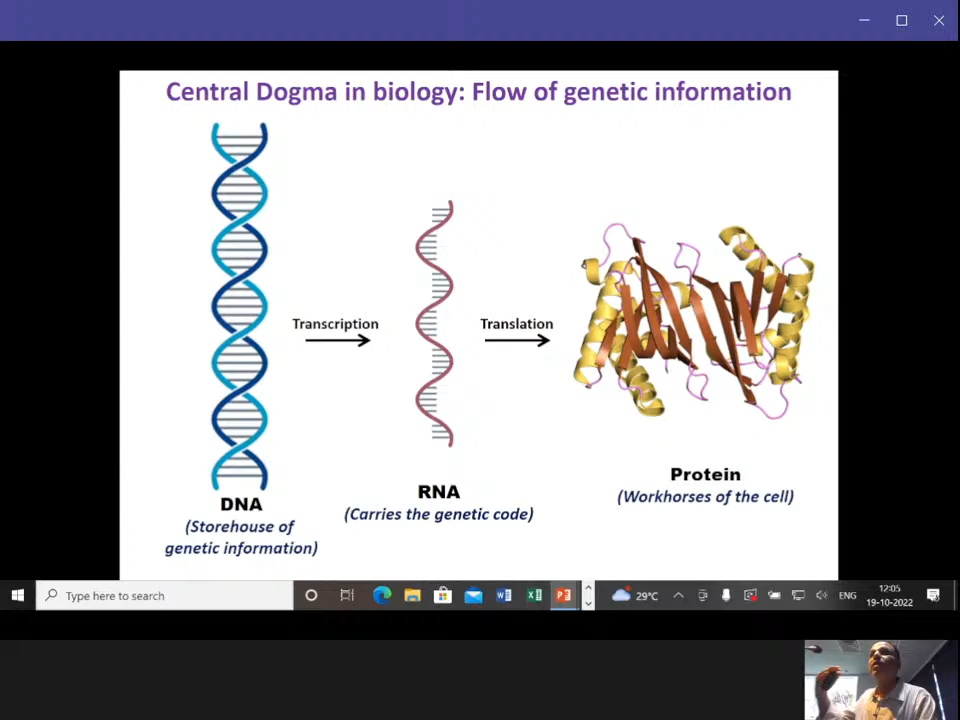 Central Dogma in biology: Flow of genetic information
Transcription
Translation
DNA
(Storehouse of
genetic information)
RNA
(Carries the genetic code)
Protein
(Workhorses of the cell)
Type here to search
29°C
ENG
12:05
19-10-2022